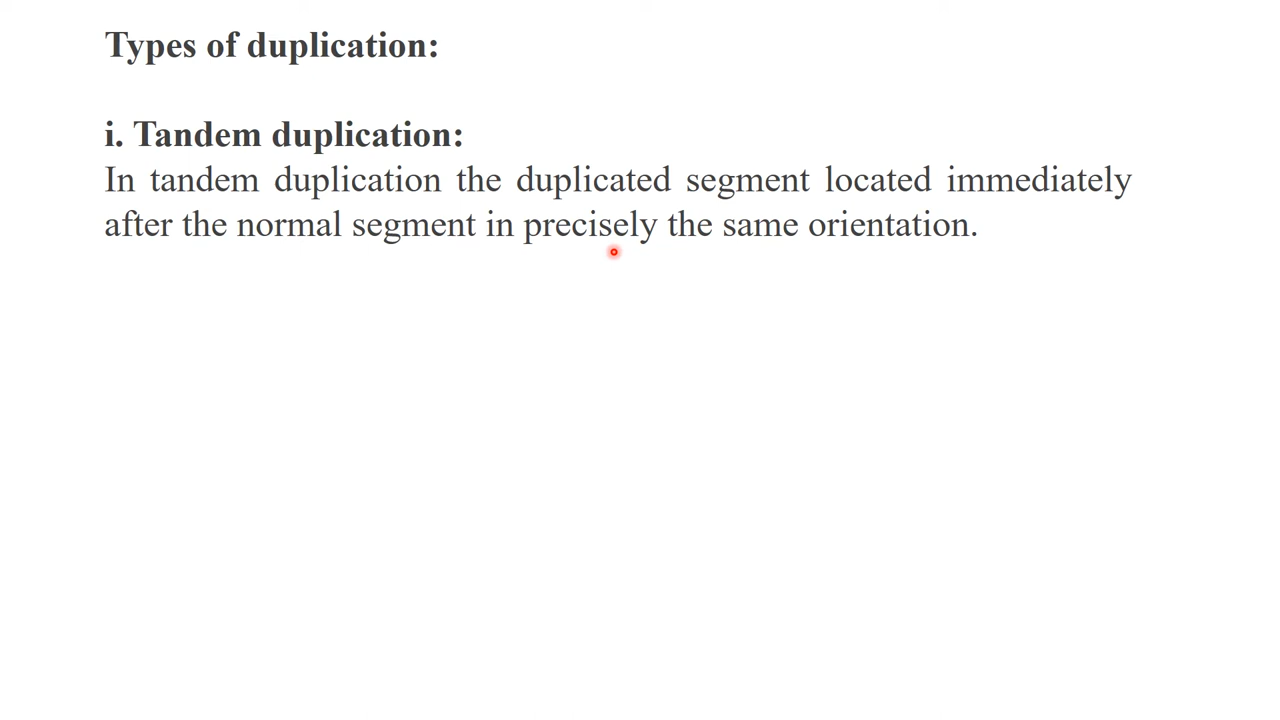 Types of duplication:
i. Tandem duplication:
In tandem duplication the duplicated segment located immediately
after the normal segment in precisely the same orientation.